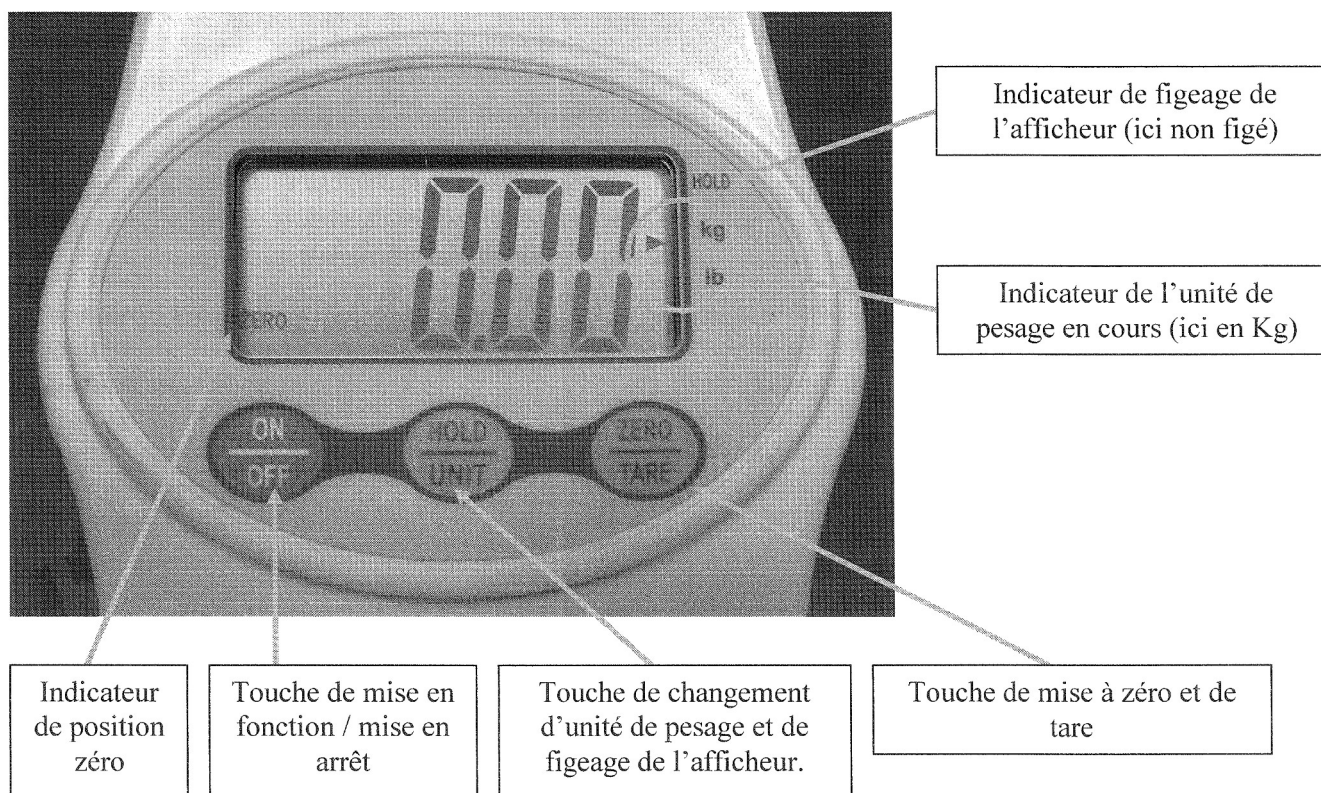 Indicateur de figeage de
l'afficheur (ici non figé)
HOLD
kg
lb
Indicateur de l'unité de
pesage en cours (ici en Kg)
000
ZERO
ON
OFF
HOLD
UNIT
ZERO
TARE
Indicateur
de position
zéro
Touche de mise en
fonction / mise en
arrêt
Touche de changement
d'unité de pesage et de
figeage de l'afficheur.
Touche de mise à zéro et de
tare